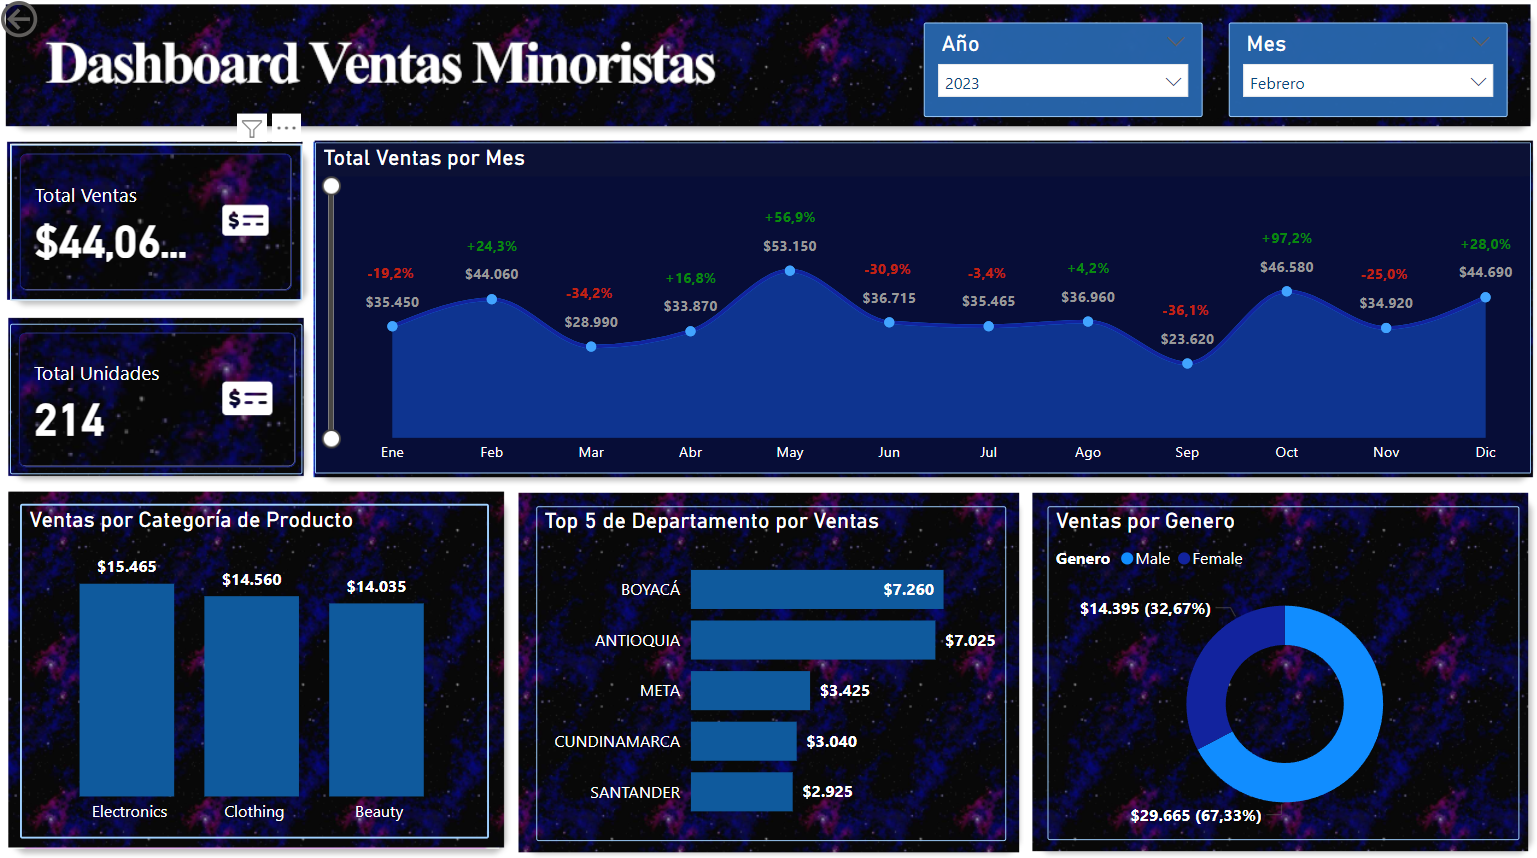 Dashboard Ventas Minoristas
Año
2023
Mes
Febrero
Total Ventas
$44,06...
Total Unidades
214
Total Ventas por Mes
-19,2%
$35.450
+24,3%
$44.060
-34,2%
$28.990
+16,8%
$33.870
+56,9%
$53.150
-30,9%
$36.715
-3,4%
$35.465
+4,2%
$36.960
-36,1%
$23.620
+97,2%
$46.580
-25,0%
$34.920
+28,0%
$44.690
Ene Feb Mar Abr May Jun Jul Ago Sep Oct Nov Dic
Ventas por Categoría de Producto
$15.465
$14.560
$14.035
Electronics Clothing Beauty
Top 5 de Departamento por Ventas
BOYACÁ $7.260
ANTIOQUIA $7.025
META $3.425
CUNDINAMARCA $3.040
SANTANDER $2.925
Ventas por Genero
Genero Male Female
$14.395 (32,67%)
$29.665 (67,33%)